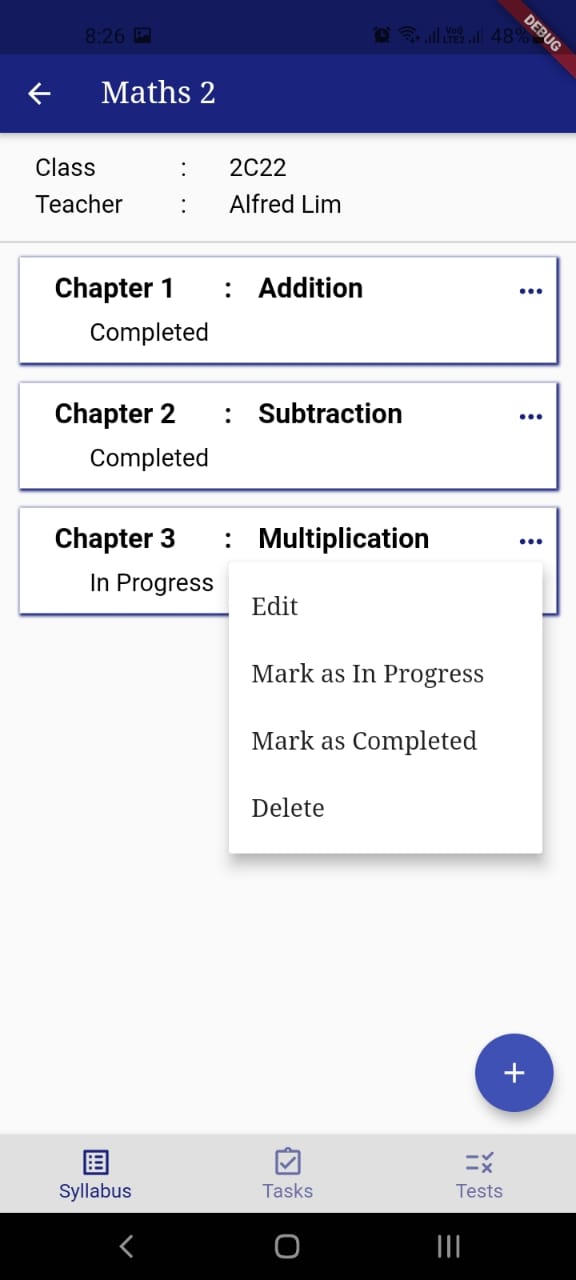 8:26 48%
DEBUG
Maths 2
Class : 2C22
Teacher : Alfred Lim
Chapter 1 : Addition
Completed
Chapter 2 : Subtraction
Completed
Chapter 3 : Multiplication
In Progress
Edit
Mark as In Progress
Mark as Completed
Delete
+
Syllabus Tasks Tests